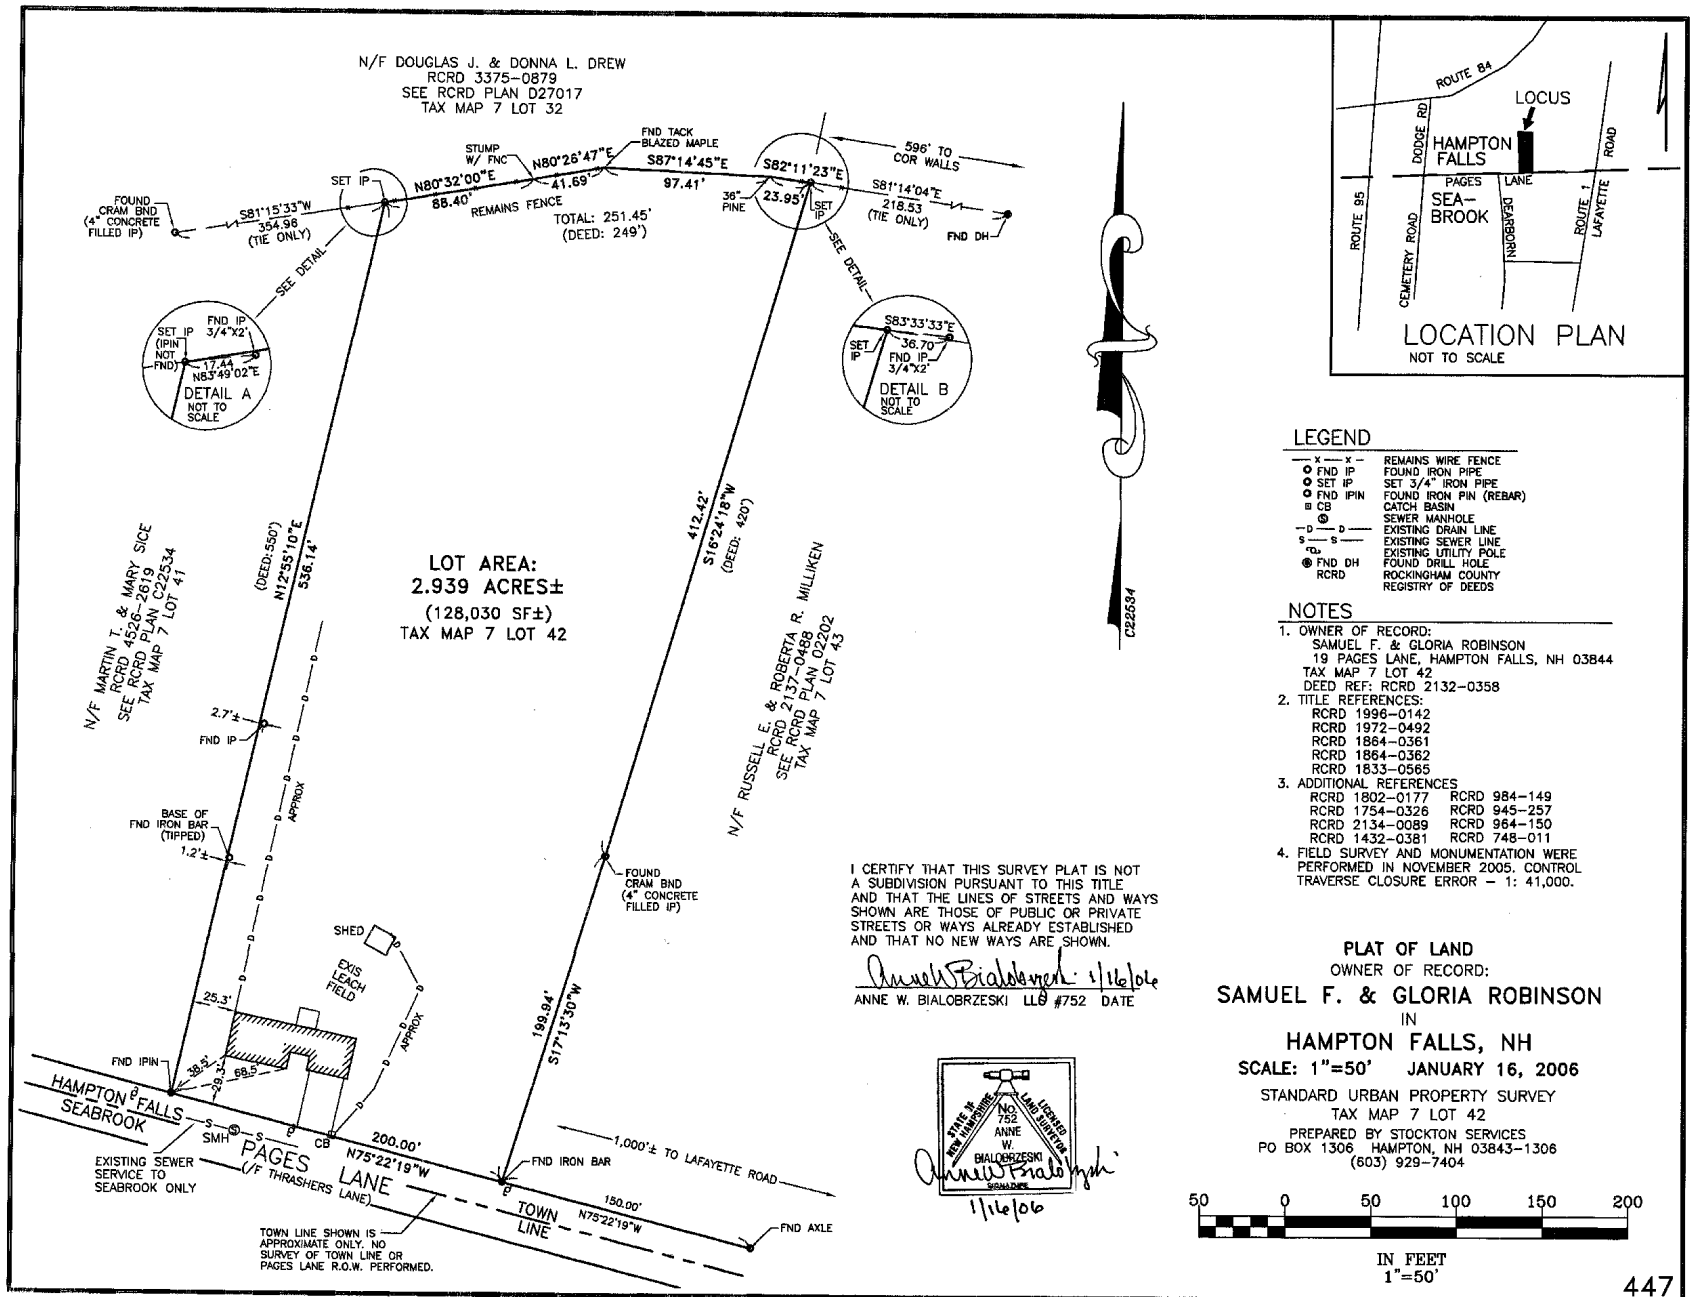 N/F DOUGLAS J. & DONNA L. DREW
RCRD 3375-0879
SEE RCRD PLAN D27017
TAX MAP 7 LOT 32
FOUND
CRAM BND
(4" CONCRETE
FILLED IP)
S81°15'33"W
354.98
(TIE ONLY)
SET IP
N80°32'00"E
88.40'
REMAINS FENCE
STUMP
W/ FNC
N80°26'47"E
41.69'
FND TACK
BLAZED MAPLE
S87°14'45"E
97.41'
TOTAL: 251.45'
(DEED: 249')
36"
PINE
S82°11'23"E
23.95'
SET
IP
596' TO
COR WALLS
S81°14'04"E
218.53
(TIE ONLY)
FND DH
SEE DETAIL
SEE DETAIL
SET IP
(IPIN
NOT
FND)
FND IP
3/4"X2'
17.44
N83°49'02"E
DETAIL A
NOT TO
SCALE
S83°33'33"E
36.70
SET
IP
FND IP
3/4"X2'
DETAIL B
NOT TO
SCALE
C22534
ROUTE 84
LOCUS
DODGE RD
HAMPTON
FALLS
PAGES LANE
SEA-
BROOK
ROUTE 95
CEMETERY ROAD
DEARBORN
ROUTE 1
LAFAYETTE ROAD
LOCATION PLAN
NOT TO SCALE
LEGEND
—x—x— REMAINS WIRE FENCE
FND IP FOUND IRON PIPE
SET IP SET 3/4" IRON PIPE
FND IPIN FOUND IRON PIN (REBAR)
CB CATCH BASIN
S SEWER MANHOLE
—D—D— EXISTING DRAIN LINE
S—S— EXISTING SEWER LINE
EXISTING UTILITY POLE
FND DH FOUND DRILL HOLE
RCRD ROCKINGHAM COUNTY
REGISTRY OF DEEDS
NOTES
1. OWNER OF RECORD:
SAMUEL F. & GLORIA ROBINSON
19 PAGES LANE, HAMPTON FALLS, NH 03844
TAX MAP 7 LOT 42
DEED REF: RCRD 2132-0358
2. TITLE REFERENCES:
RCRD 1996-0142
RCRD 1972-0492
RCRD 1864-0361
RCRD 1864-0362
RCRD 1833-0565
3. ADDITIONAL REFERENCES
RCRD 1802-0177 RCRD 984-149
RCRD 1754-0326 RCRD 945-257
RCRD 2134-0089 RCRD 964-150
RCRD 1432-0381 RCRD 748-011
4. FIELD SURVEY AND MONUMENTATION WERE
PERFORMED IN NOVEMBER 2005. CONTROL
TRAVERSE CLOSURE ERROR - 1: 41,000.
N/F MARTIN T. & MARY SICE
RCRD 4526-2619
SEE RCRD PLAN C22534
TAX MAP 7 LOT 41
(DEED: 550')
N12°55'10"E
536.14'
LOT AREA:
2.939 ACRES±
(128,030 SF±)
TAX MAP 7 LOT 42
412.42'
S16°24'18"W
(DEED: 420')
N/F RUSSELL E. & ROBERTA R. MILLIKEN
RCRD 2137-0488
SEE RCRD PLAN 02202
TAX MAP 7 LOT 43
2.7'±
FND IP
D D D D D D D
APPROX
BASE OF
FND IRON BAR
(TIPPED)
1.2'±
FOUND
CRAM BND
(4" CONCRETE
FILLED IP)
199.94'
S17°13'30"W
SHED
EXIS
LEACH
FIELD
D D D D
APPROX
25.3'
38.5'
29.3'
68.5'
FND IPIN
HAMPTON FALLS
SEABROOK
S S S
SMH
CB
200.00'
N75°22'19"W
PAGES LANE
(/F THRASHERS LANE)
EXISTING SEWER
SERVICE TO
SEABROOK ONLY
TOWN LINE SHOWN IS
APPROXIMATE ONLY. NO
SURVEY OF TOWN LINE OR
PAGES LANE R.O.W. PERFORMED.
FND IRON BAR
1,000'± TO LAFAYETTE ROAD
150.00'
N75°22'19"W
TOWN
LINE
FND AXLE
I CERTIFY THAT THIS SURVEY PLAT IS NOT
A SUBDIVISION PURSUANT TO THIS TITLE
AND THAT THE LINES OF STREETS AND WAYS
SHOWN ARE THOSE OF PUBLIC OR PRIVATE
STREETS OR WAYS ALREADY ESTABLISHED
AND THAT NO NEW WAYS ARE SHOWN.
Anne W Bialobrzeski 1/16/06
ANNE W. BIALOBRZESKI LLS #752 DATE
STATE OF
NEW HAMPSHIRE
LICENSED
LAND SURVEYOR
No.
752
ANNE
W.
BIALOBRZESKI
SIGNATURE
Anne W Bialobrzeski
1/16/06
PLAT OF LAND
OWNER OF RECORD:
SAMUEL F. & GLORIA ROBINSON
IN
HAMPTON FALLS, NH
SCALE: 1"=50' JANUARY 16, 2006
STANDARD URBAN PROPERTY SURVEY
TAX MAP 7 LOT 42
PREPARED BY STOCKTON SERVICES
PO BOX 1306 HAMPTON, NH 03843-1306
(603) 929-7404
50 0 50 100 150 200
IN FEET
1"=50'
447